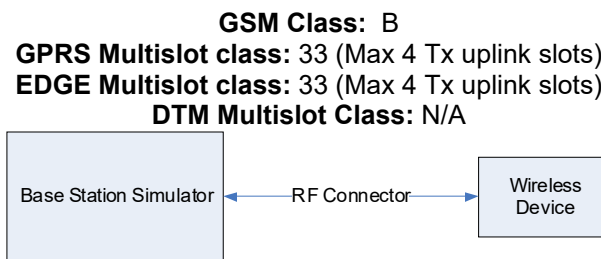 GSM Class: B
GPRS Multislot class: 33 (Max 4 Tx uplink slots)
EDGE Multislot class: 33 (Max 4 Tx uplink slots)
DTM Multislot Class: N/A
Base Station Simulator
RF Connector
Wireless
Device